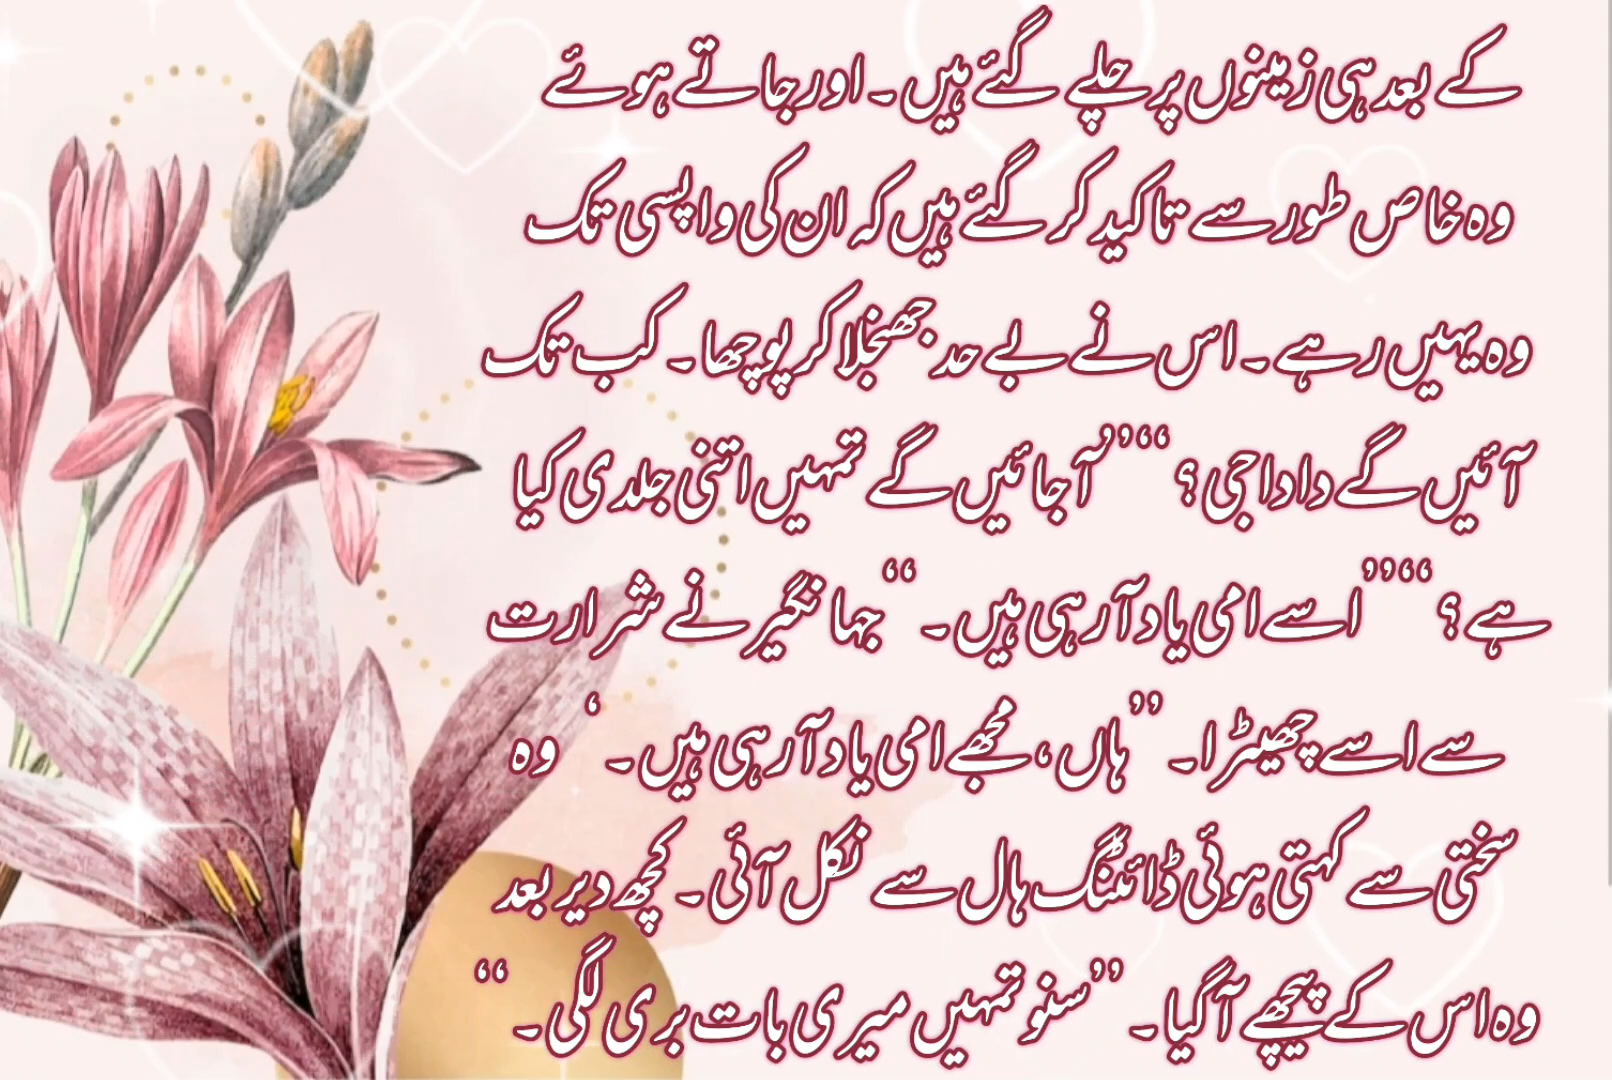 کے بعد ہی زمینوں پر چلے گئے ہیں۔ اور جاتے ہوئے
وہ خاص طور سے تاکید کر گئے ہیں کہ ان کی واپسی تک
وہ یہیں رہے۔ اس نے بے حد جھنجلا کر پوچھا۔ کب تک
آئیں گے دادا جی؟“ ”آجائیں گے تمہیں اتنی جلدی کیا
ہے؟“ ”اسے امی یاد آرہی ہیں۔“ جہانگیر نے شرارت
سے اسے چھیڑا۔ ”ہاں، مجھے امی یاد آرہی ہیں۔‘ وہ
سختی سے کہتی ہوئی ڈائننگ ہال سے نکل آئی۔ کچھ دیر بعد
وہ اس کے پیچھے آگیا۔ ”سنو تمہیں میری بات بری لگی۔“